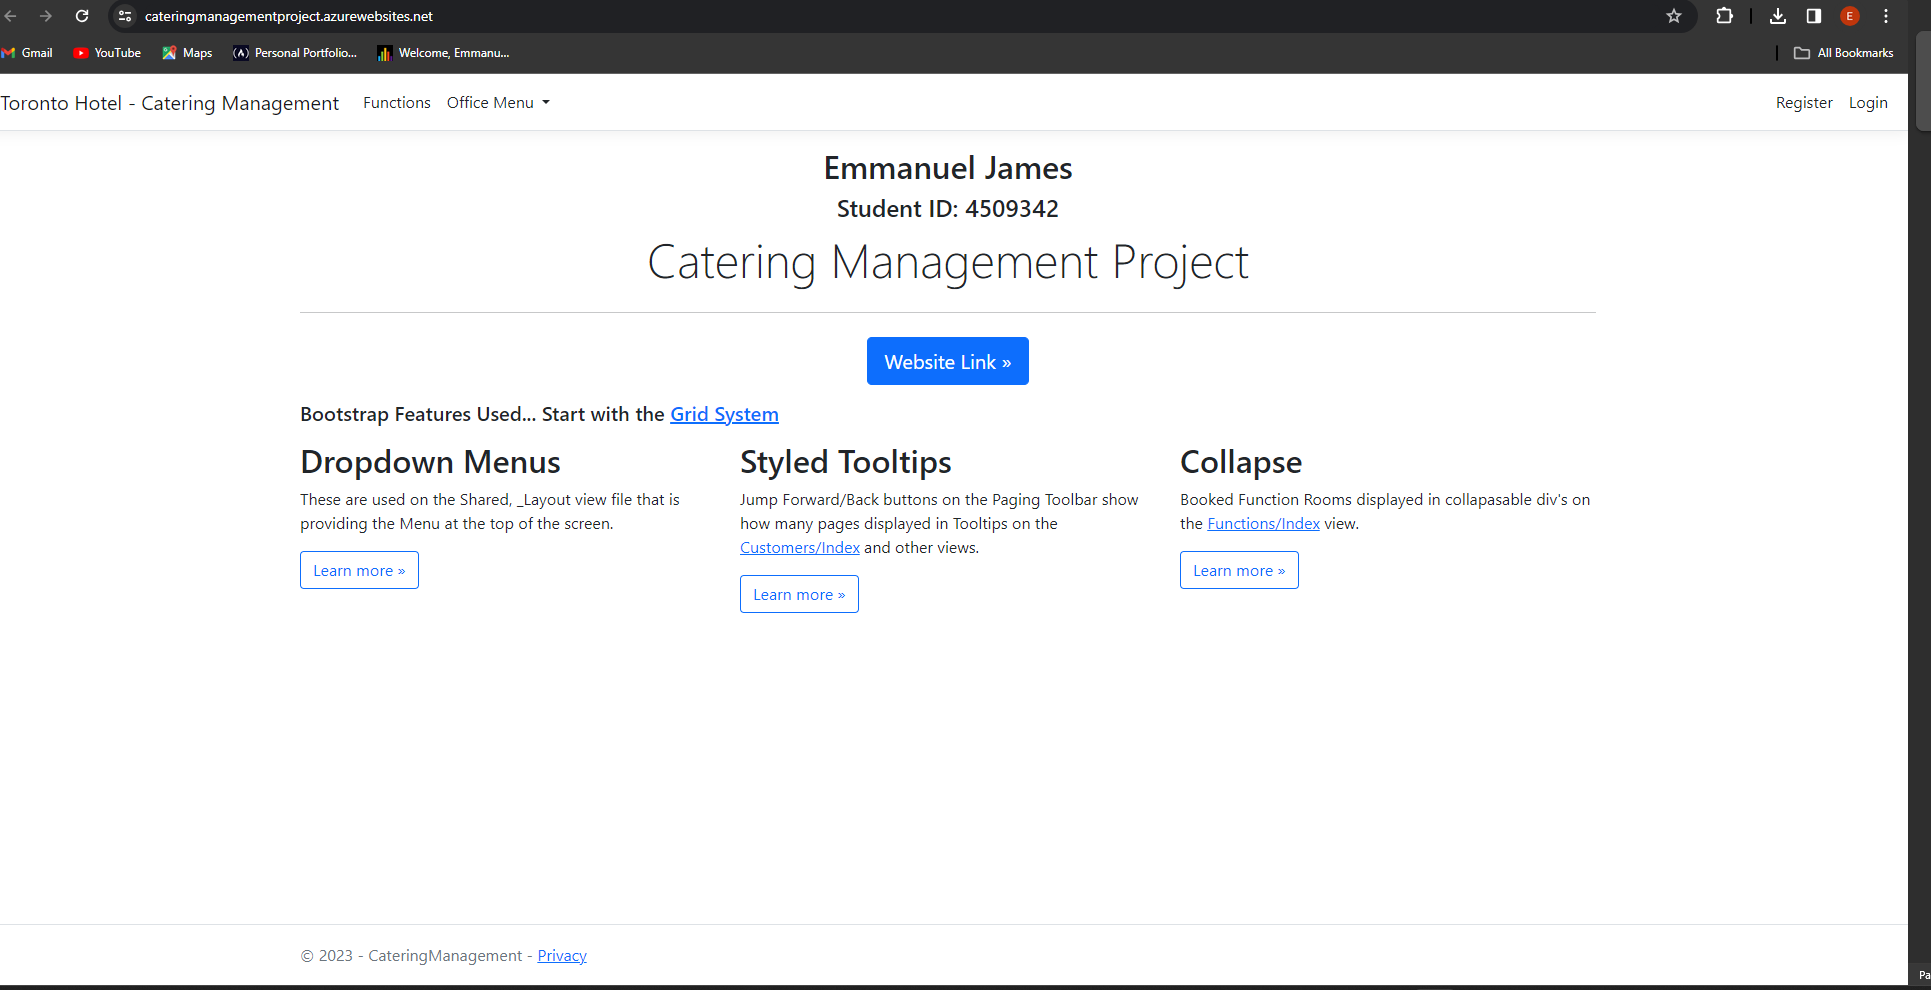 cateringmanagementproject.azurewebsites.net
E
Gmail YouTube Maps Personal Portfolio... Welcome, Emmanu... All Bookmarks
Toronto Hotel - Catering Management Functions Office Menu Register Login
Emmanuel James
Student ID: 4509342
Catering Management Project
Website Link »
Bootstrap Features Used... Start with the Grid System
Dropdown Menus
These are used on the Shared, _Layout view file that is
providing the Menu at the top of the screen.
Learn more »
Styled Tooltips
Jump Forward/Back buttons on the Paging Toolbar show
how many pages displayed in Tooltips on the
Customers/Index and other views.
Learn more »
Collapse
Booked Function Rooms displayed in collapasable div's on
the Functions/Index view.
Learn more »
© 2023 - CateringManagement - Privacy
Pa